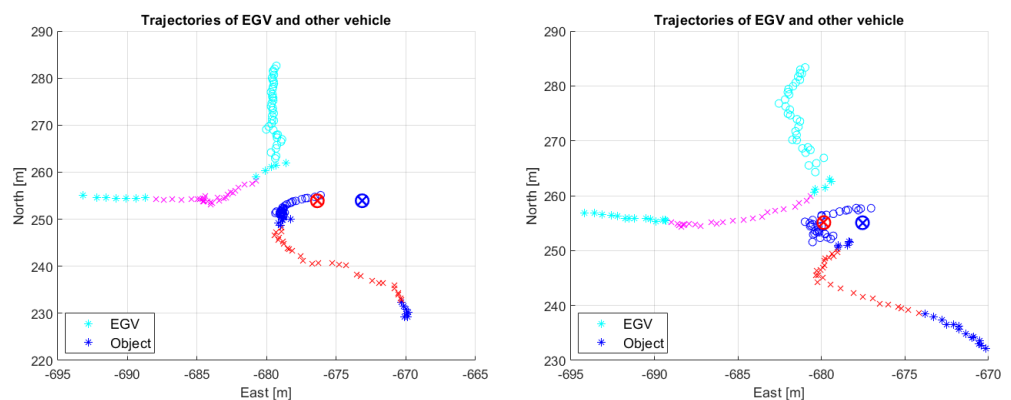 Trajectories of EGV and other vehicle
290
280
270
260
250
240
230
220
North [m]
-695
-690
-685
-680
-675
-670
-665
East [m]
EGV
Object
Trajectories of EGV and other vehicle
290
280
270
260
250
240
230
North [m]
-695
-690
-685
-680
-675
-670
East [m]
EGV
Object